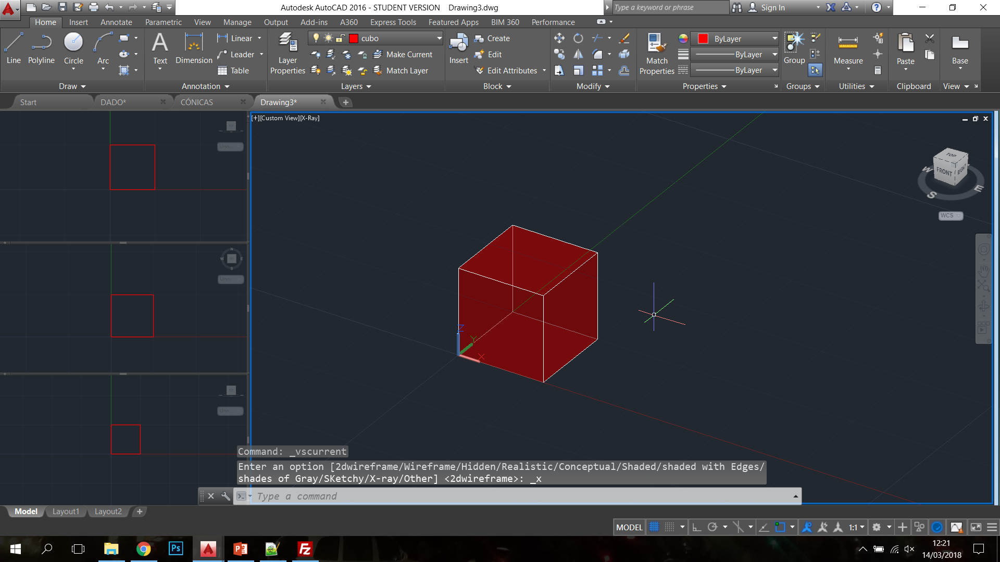 Autodesk AutoCAD 2016 - STUDENT VERSION Drawing3.dwg
Type a keyword or phrase
Sign In
Home Insert Annotate Parametric View Manage Output Add-ins A360 Express Tools Featured Apps BIM 360 Performance
Line Polyline Circle Arc
Draw
Text Dimension
Linear
Leader
Table
Annotation
Layer Properties
cubo
Make Current
Match Layer
Layers
Insert
Create
Edit
Edit Attributes
Block
Modify
Match Properties
ByLayer
ByLayer
ByLayer
Properties
Group
Groups
Measure
Utilities
Paste
Clipboard
Base
View
Start DADO* CÓNICAS Drawing3*
[+][Custom View][X-Ray]
TOP
FRONT RIGHT
W
S
E
WCS
N
W E
S
Z
Y
X
Command: _vscurrent
Enter an option [2dwireframe/Wireframe/Hidden/Realistic/Conceptual/Shaded/shaded with Edges/
shades of Gray/SKetchy/X-ray/Other] <2dwireframe>: _x
Type a command
Model Layout1 Layout2
MODEL 1:1
Ps
12:21
14/03/2018